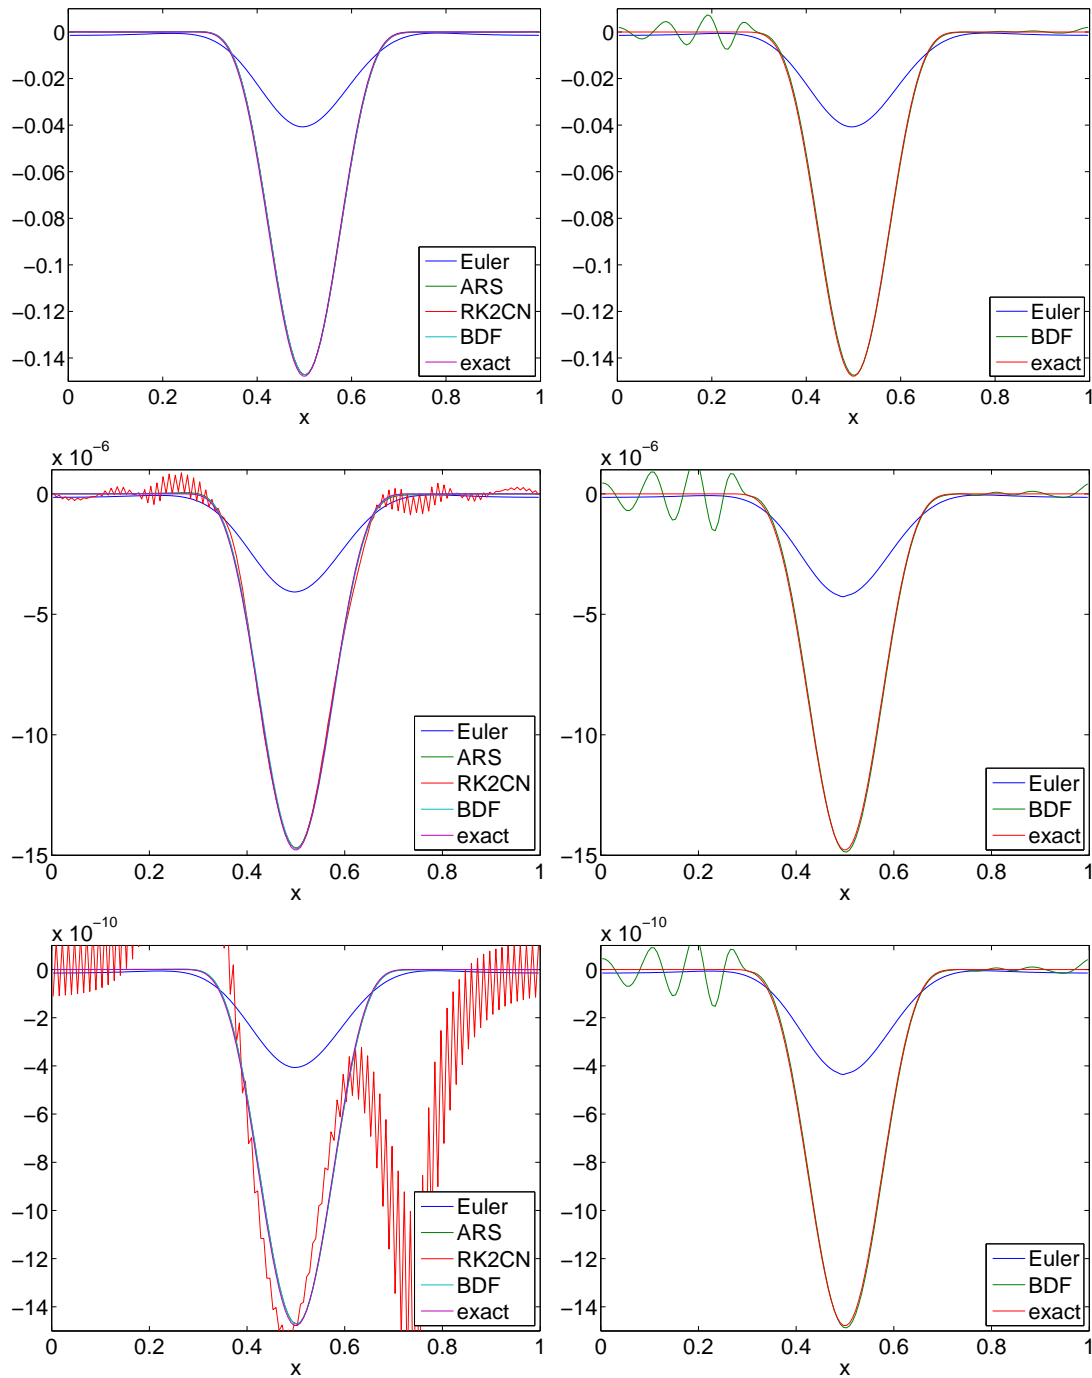 0
−0.02
−0.04
−0.06
−0.08
−0.1
−0.12
−0.14
0 0.2 0.4 0.6 0.8 1
x
Euler
ARS
RK2CN
BDF
exact
0
−0.02
−0.04
−0.06
−0.08
−0.1
−0.12
−0.14
0 0.2 0.4 0.6 0.8 1
x
Euler
BDF
exact
x 10⁻⁶
0
−5
−10
−15
0 0.2 0.4 0.6 0.8 1
x
Euler
ARS
RK2CN
BDF
exact
x 10⁻⁶
0
−5
−10
−15
0 0.2 0.4 0.6 0.8 1
x
Euler
BDF
exact
x 10⁻¹⁰
0
−2
−4
−6
−8
−10
−12
−14
0 0.2 0.4 0.6 0.8 1
x
Euler
ARS
RK2CN
BDF
exact
x 10⁻¹⁰
0
−2
−4
−6
−8
−10
−12
−14
0 0.2 0.4 0.6 0.8 1
x
Euler
BDF
exact